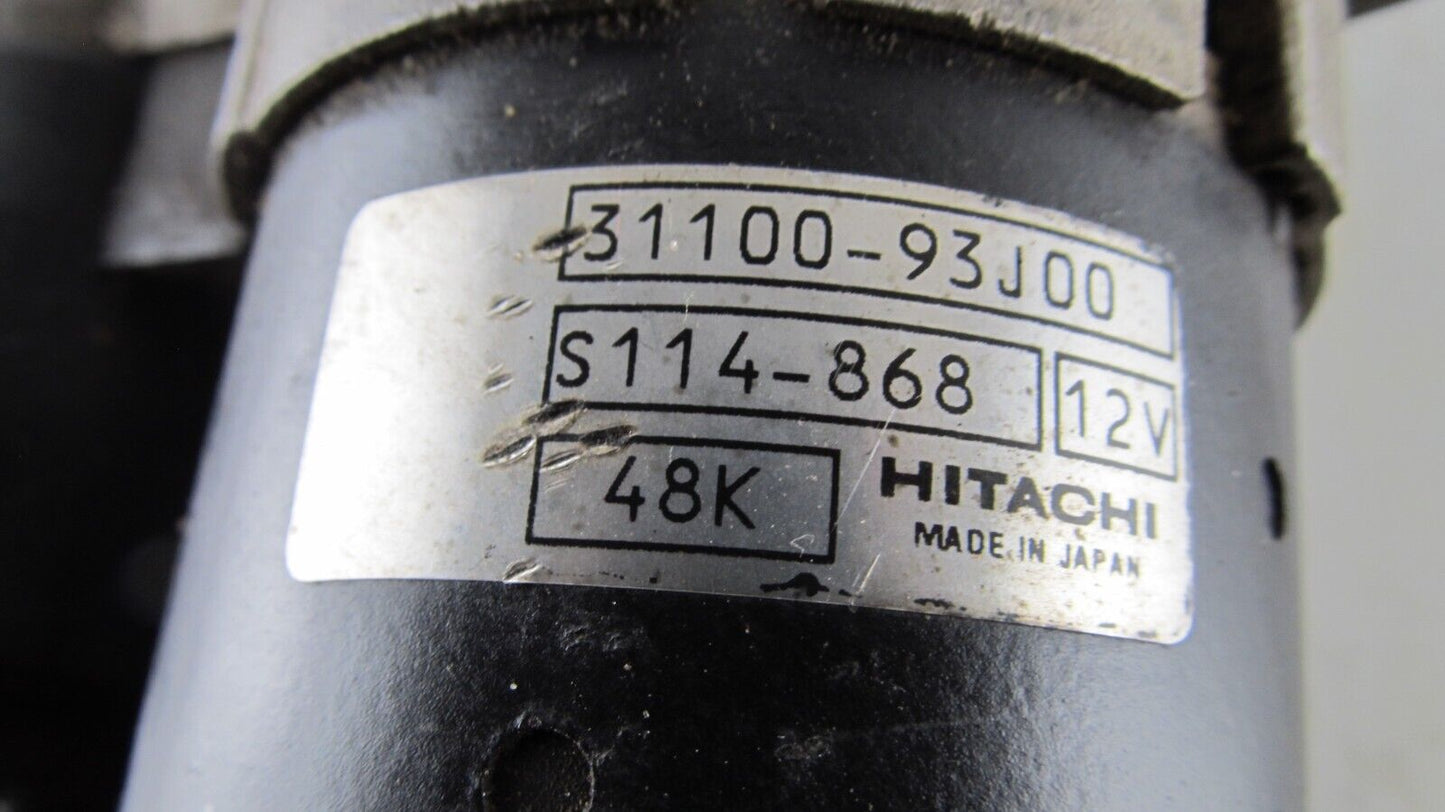 31100-93J00
S114-868 12V
48K
HITACHI
MADE IN JAPAN